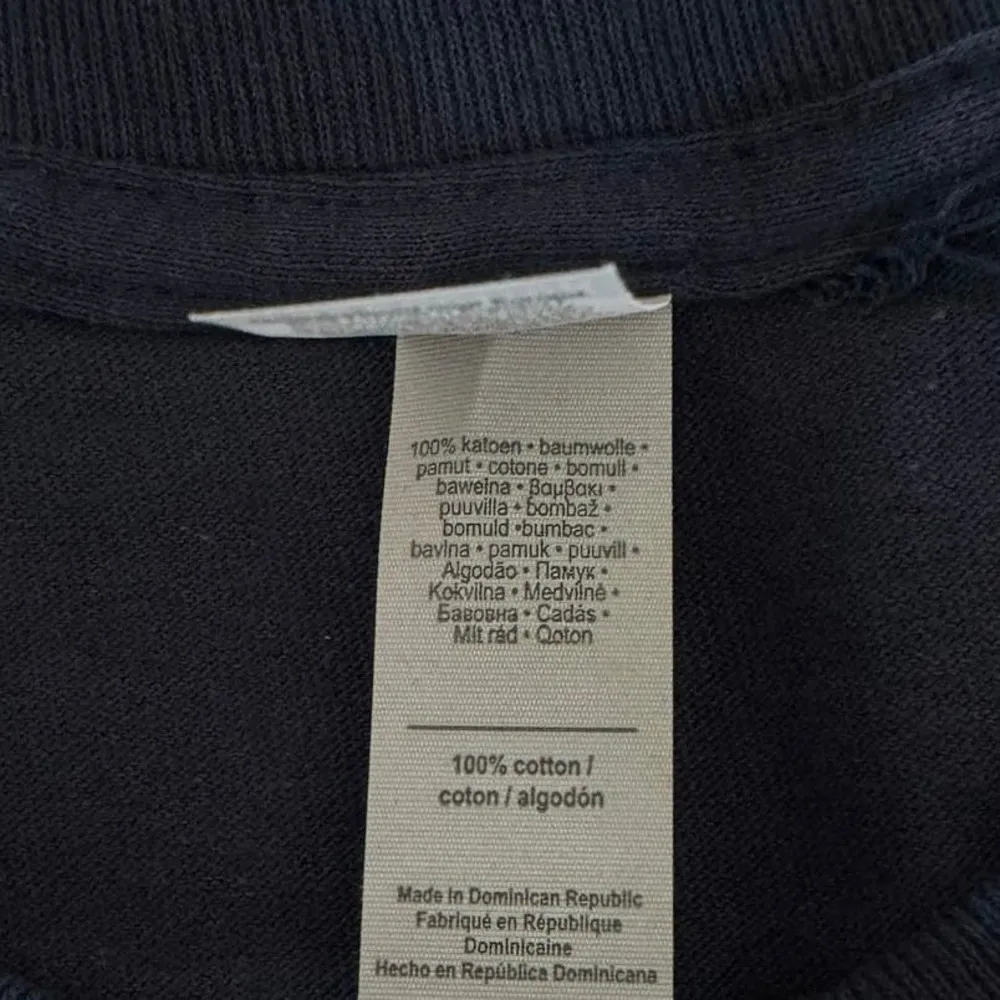 100% katoen • baumwolle •
pamut • cotone • bomull •
baweina • Βαμβακι •
puuvilla • bombaž •
bomuld •bumbac •
bavlna • pamuk • puuvill •
Algodão • Памук •
Kokvilna • Medvilnė •
Бавовна • Cadás •
Mit rád • Qoton
100% cotton /
coton / algodón
Made in Dominican Republic
Fabriqué en République
Dominicaine
Hecho en República Dominicana